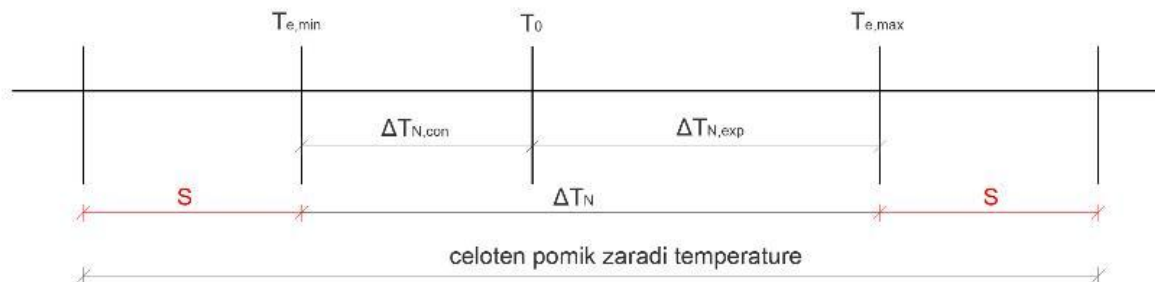 Te,min T0 Te,max
ΔTN,con ΔTN,exp
S ΔTN S
celoten pomik zaradi temperature